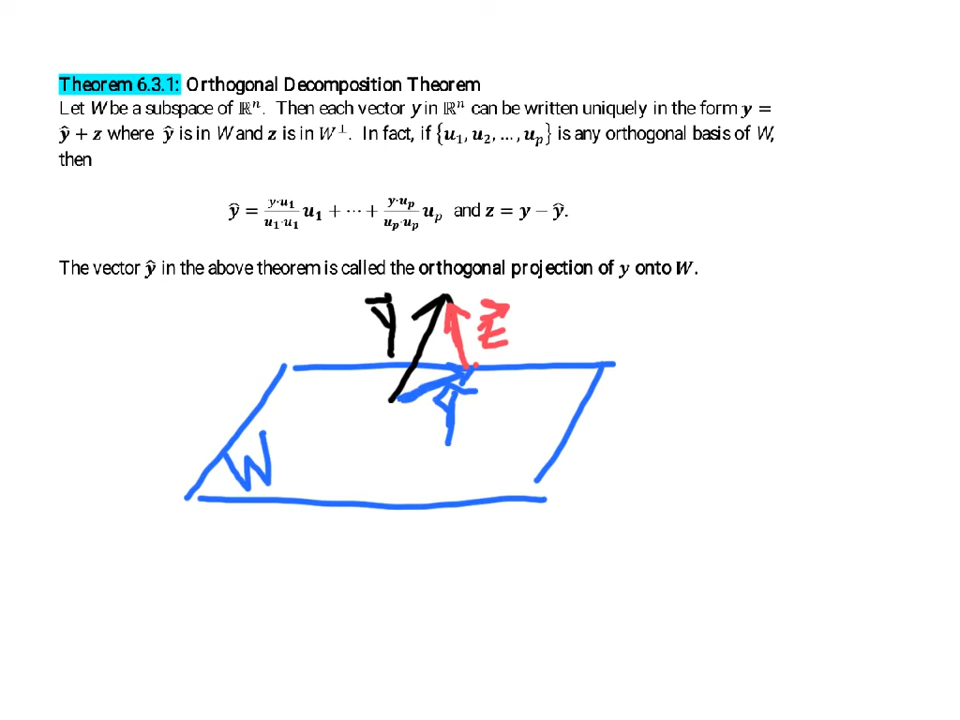 Theorem 6.3.1: Orthogonal Decomposition Theorem
Let W be a subspace of ℝⁿ. Then each vector y in ℝⁿ can be written uniquely in the form y =
ŷ + z where ŷ is in W and z is in W⊥. In fact, if {u₁, u₂, …, uₚ} is any orthogonal basis of W,
then
ŷ = (y·u₁)/(u₁·u₁) u₁ + ⋯ + (y·uₚ)/(uₚ·uₚ) uₚ and z = y − ŷ.
The vector ŷ in the above theorem is called the orthogonal projection of y onto W.
y⃗ z⃗
ŷ
W